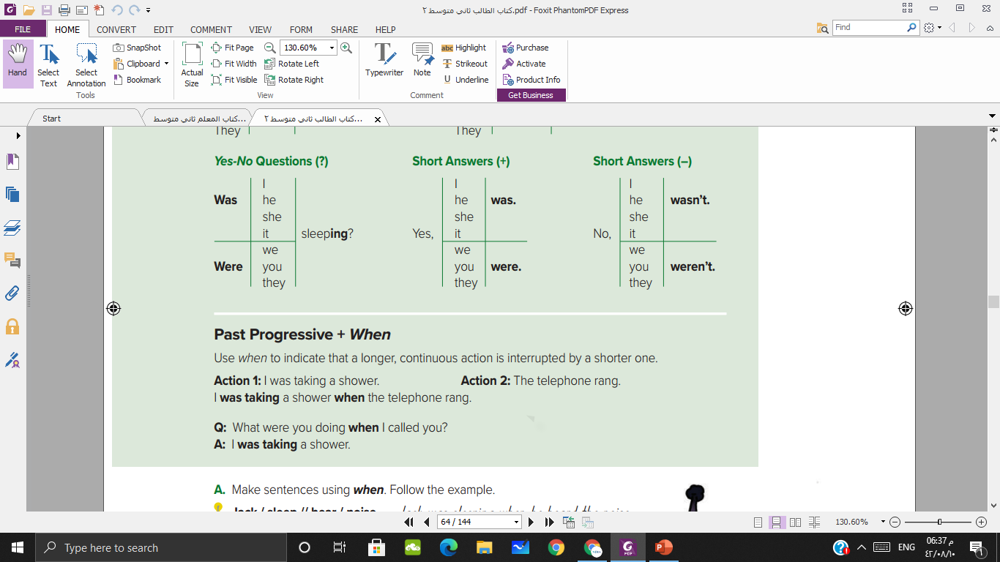 كتاب الطالب ثاني متوسط ٢.pdf - Foxit PhantomPDF Express
FILE HOME CONVERT EDIT COMMENT VIEW FORM SHARE HELP
Find
Hand
Select Text
Select Annotation
SnapShot
Clipboard
Bookmark
Tools
Actual Size
Fit Page
Fit Width
Fit Visible
130.60%
Rotate Left
Rotate Right
View
Typewriter
Note
Highlight
Strikeout
Underline
Comment
Purchase
Activate
Product Info
Get Business
Start
كتاب المعلم ثاني متوسط...
كتاب الطالب ثاني متوسط ٢...
They They
Yes-No Questions (?) Short Answers (+) Short Answers (–)
I I I
Was he he was. he wasn't.
she she she
it sleeping? Yes, it No, it
we we we
Were you you were. you weren't.
they they they
Past Progressive + When
Use when to indicate that a longer, continuous action is interrupted by a shorter one.
Action 1: I was taking a shower. Action 2: The telephone rang.
I was taking a shower when the telephone rang.
Q: What were you doing when I called you?
A: I was taking a shower.
A. Make sentences using when. Follow the example.
Jack / sleep // hear / noise Jack was sleeping when he heard the noise.
64 / 144
130.60%
Type here to search
ENG
06:37 م
٤٢/٠٨/١٠